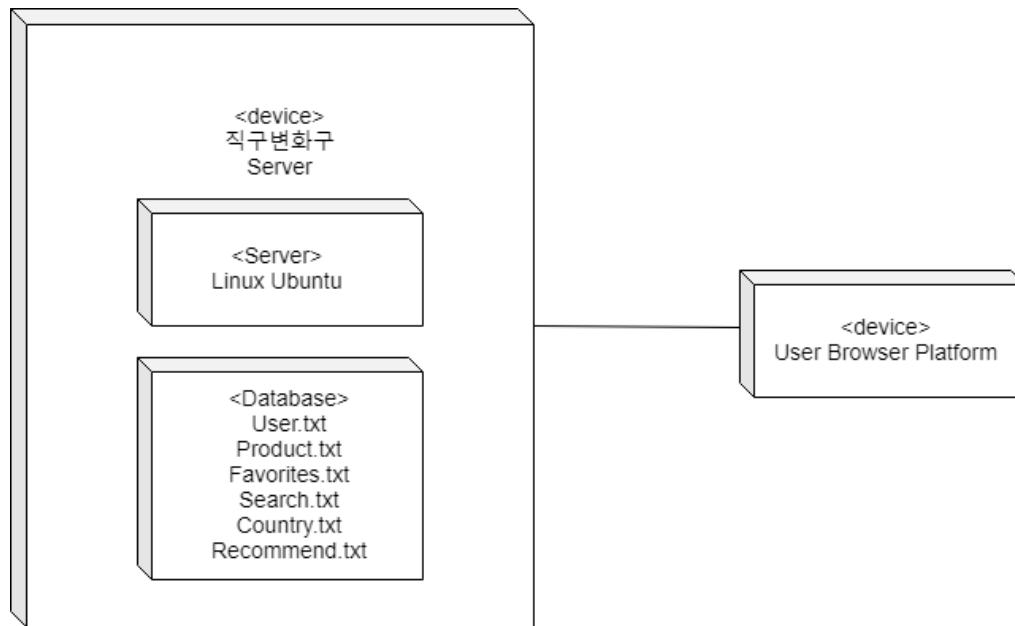 <device>
직구변화구
Server
<Server>
Linux Ubuntu
<Database>
User.txt
Product.txt
Favorites.txt
Search.txt
Country.txt
Recommend.txt
<device>
User Browser Platform